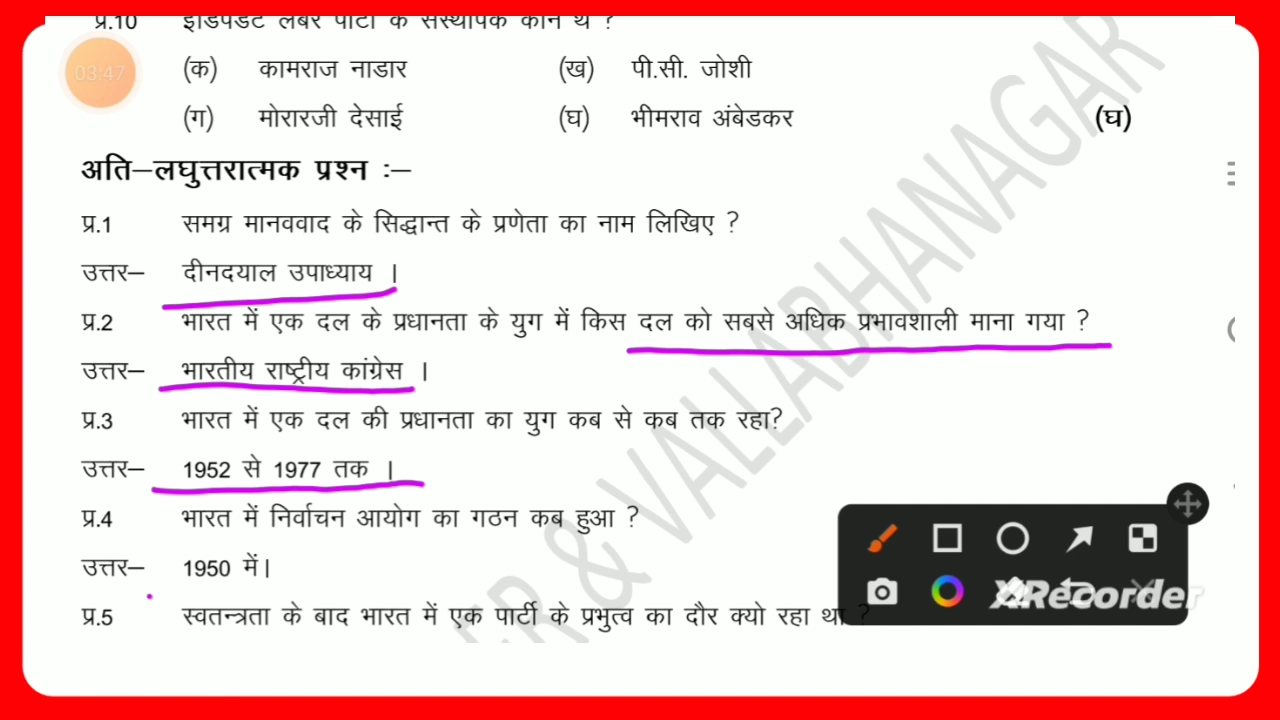 प्र.10 इंडिपेंडेंट लेबर पार्टी के संस्थापक कौन थे ?
03:47
(क) कामराज नाडार (ख) पी.सी. जोशी
(ग) मोरारजी देसाई (घ) भीमराव अंबेडकर (घ)
अति–लघुत्तरात्मक प्रश्न :–
प्र.1 समग्र मानववाद के सिद्धान्त के प्रणेता का नाम लिखिए ?
उत्तर– दीनदयाल उपाध्याय ।
प्र.2 भारत में एक दल के प्रधानता के युग में किस दल को सबसे अधिक प्रभावशाली माना गया ?
उत्तर– भारतीय राष्ट्रीय कांग्रेस ।
प्र.3 भारत में एक दल की प्रधानता का युग कब से कब तक रहा?
उत्तर– 1952 से 1977 तक ।
प्र.4 भारत में निर्वाचन आयोग का गठन कब हुआ ?
उत्तर– 1950 में।
प्र.5 स्वतन्त्रता के बाद भारत में एक पार्टी के प्रभुत्व का दौर क्यो रहा था ?
ER & VALLABHANAGAR
XRecorder